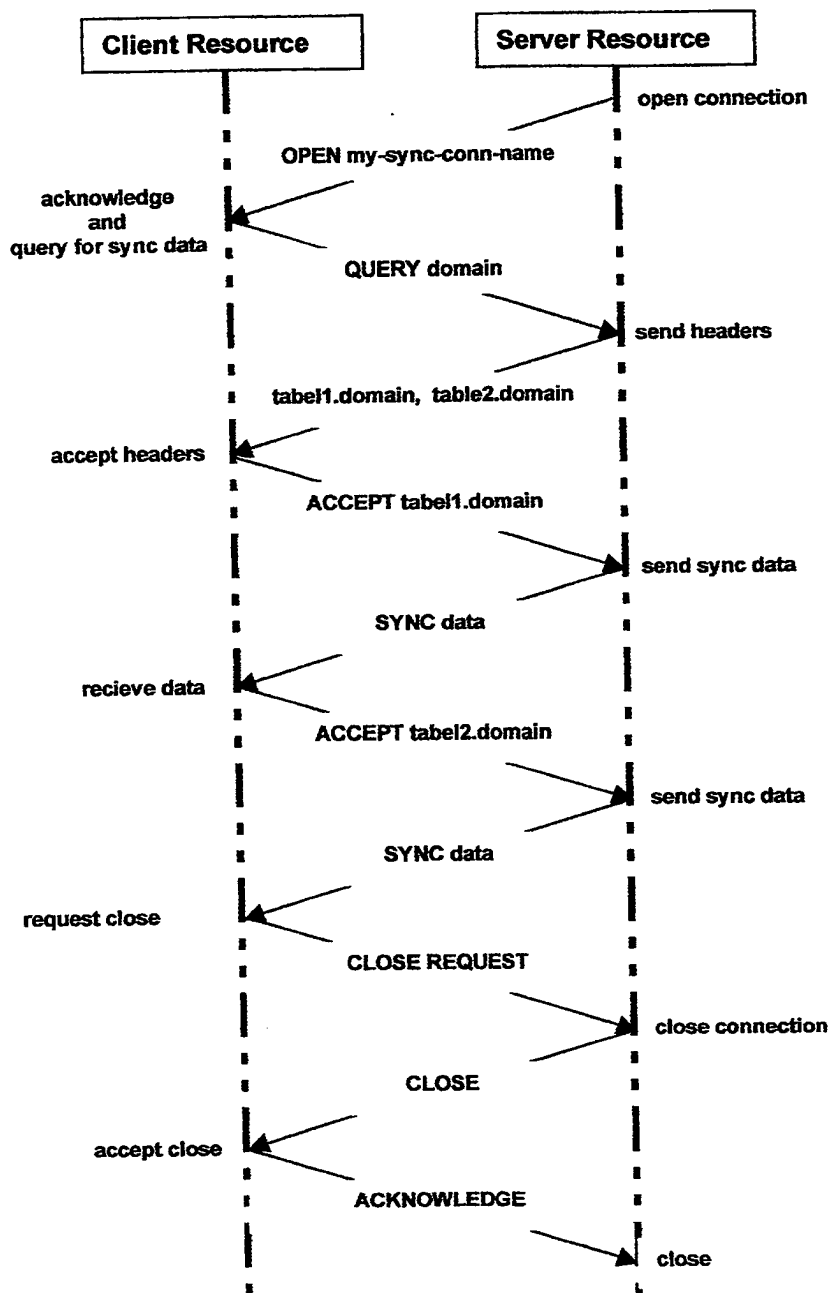 Client Resource
Server Resource
open connection
OPEN my-sync-conn-name
acknowledge
and
query for sync data
QUERY domain
send headers
tabel1.domain, table2.domain
accept headers
ACCEPT tabel1.domain
send sync data
SYNC data
recieve data
ACCEPT tabel2.domain
send sync data
SYNC data
request close
CLOSE REQUEST
close connection
CLOSE
accept close
ACKNOWLEDGE
close